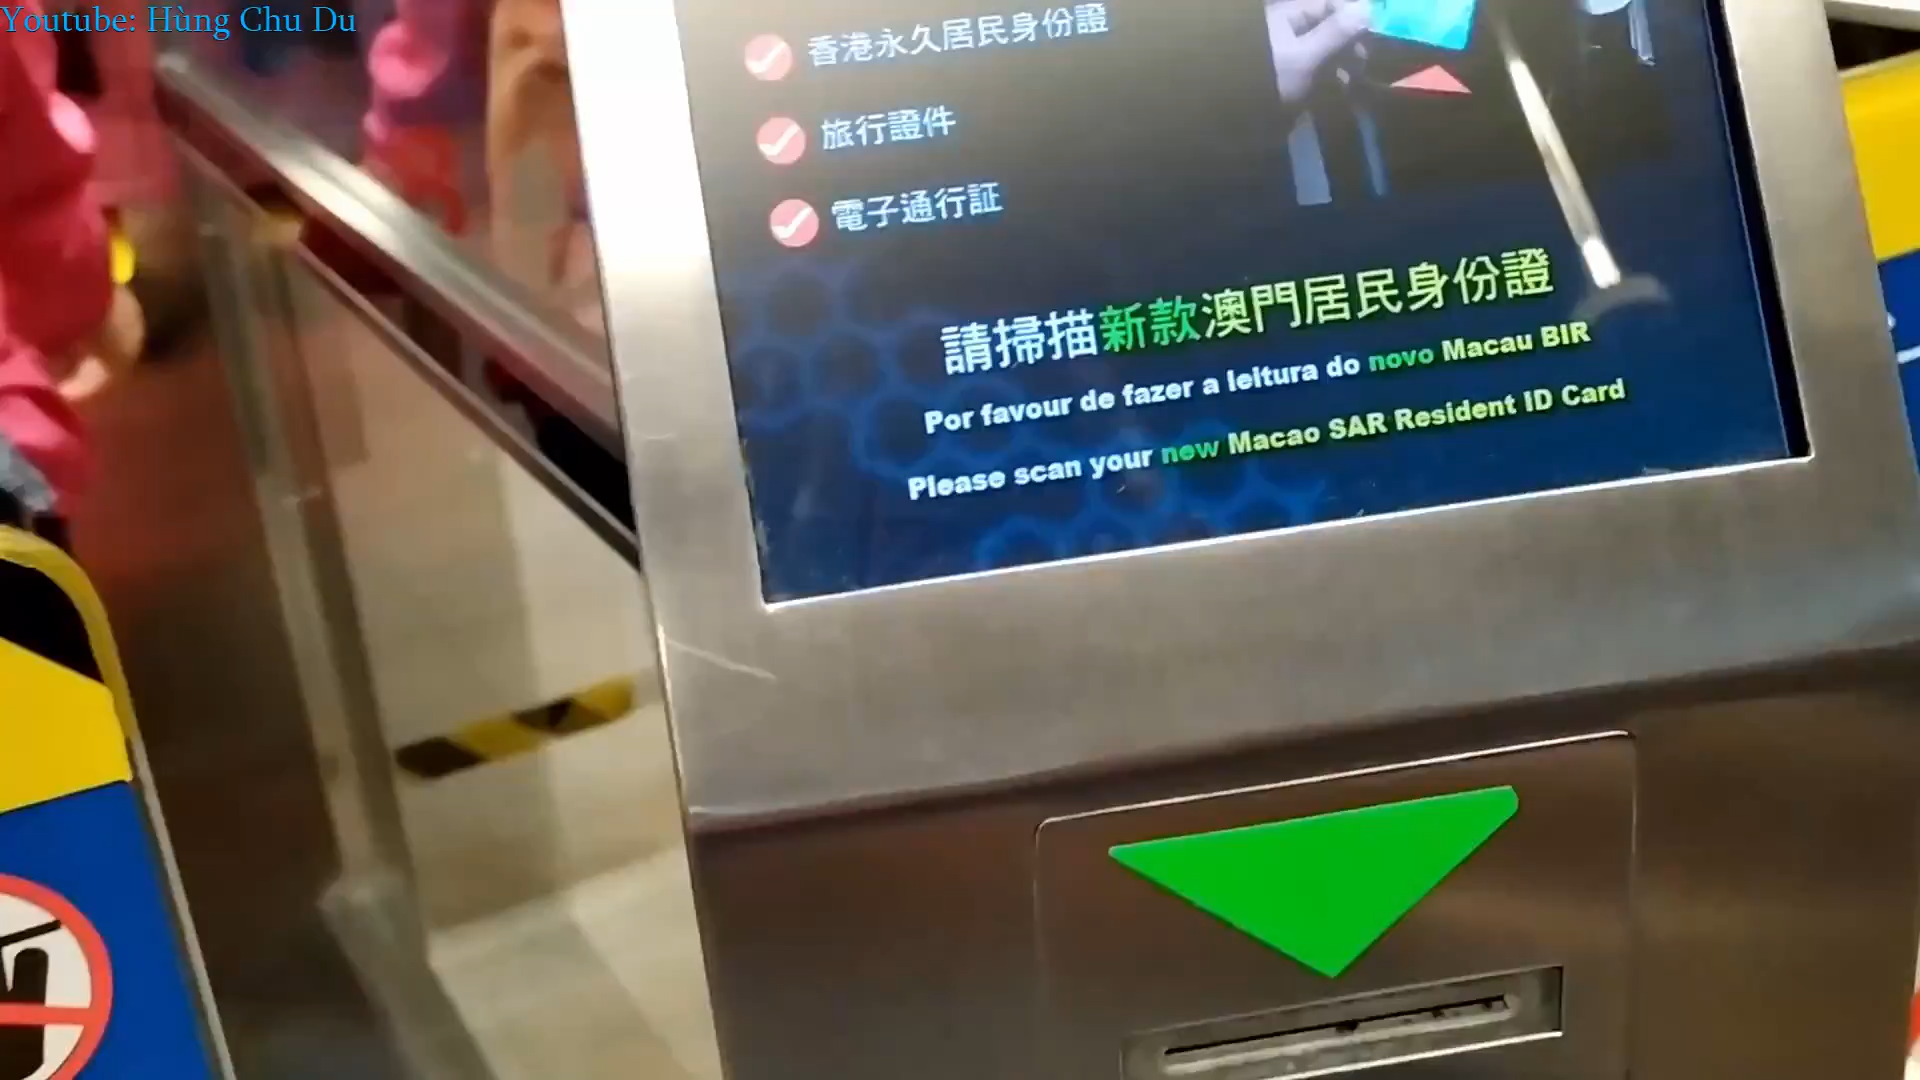 Youtube: Hùng Chu Du
香港永久居民身份證
旅行證件
電子通行証
請掃描新款澳門居民身份證
Por favour de fazer a leitura do novo Macau BIR
Please scan your new Macao SAR Resident ID Card